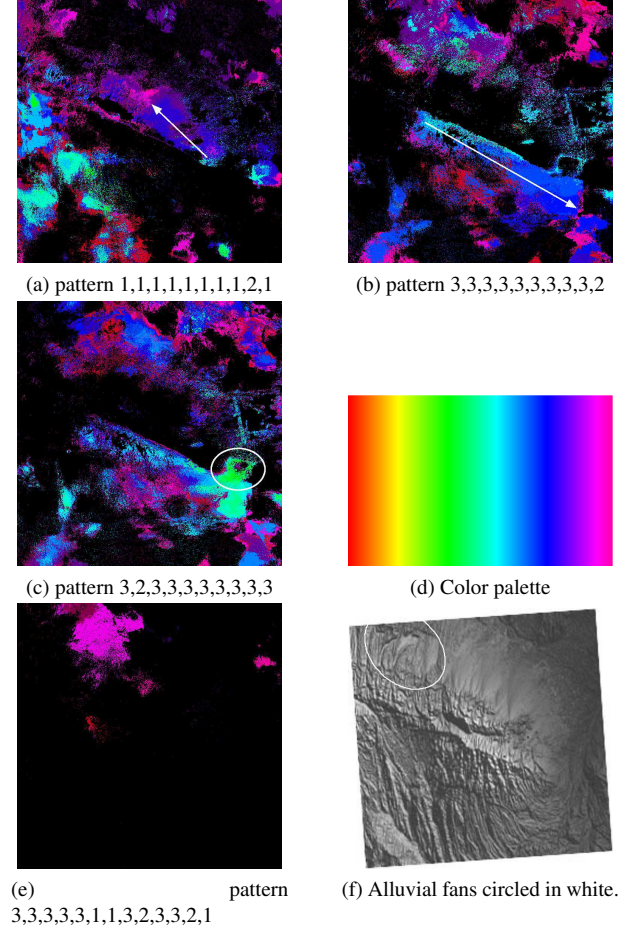 (a) pattern 1,1,1,1,1,1,1,1,2,1
(b) pattern 3,3,3,3,3,3,3,3,3,2
(c) pattern 3,2,3,3,3,3,3,3,3,3
(d) Color palette
(e) pattern
3,3,3,3,3,1,1,3,2,3,3,2,1
(f) Alluvial fans circled in white.